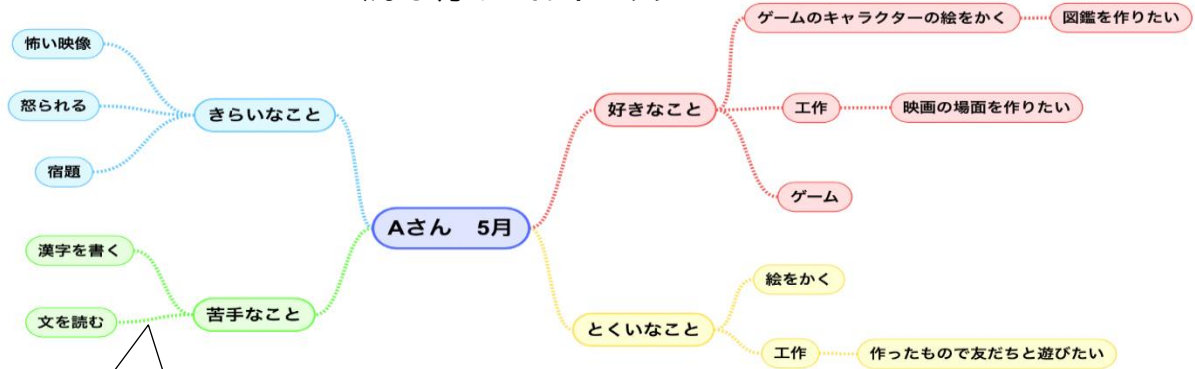 怖い映像
怒られる
宿題
きらいなこと
漢字を書く
文を読む
苦手なこと
Aさん　5月
好きなこと
ゲームのキャラクターの絵をかく
図鑑を作りたい
工作
映画の場面を作りたい
ゲーム
とくいなこと
絵をかく
工作
作ったもので友だちと遊びたい